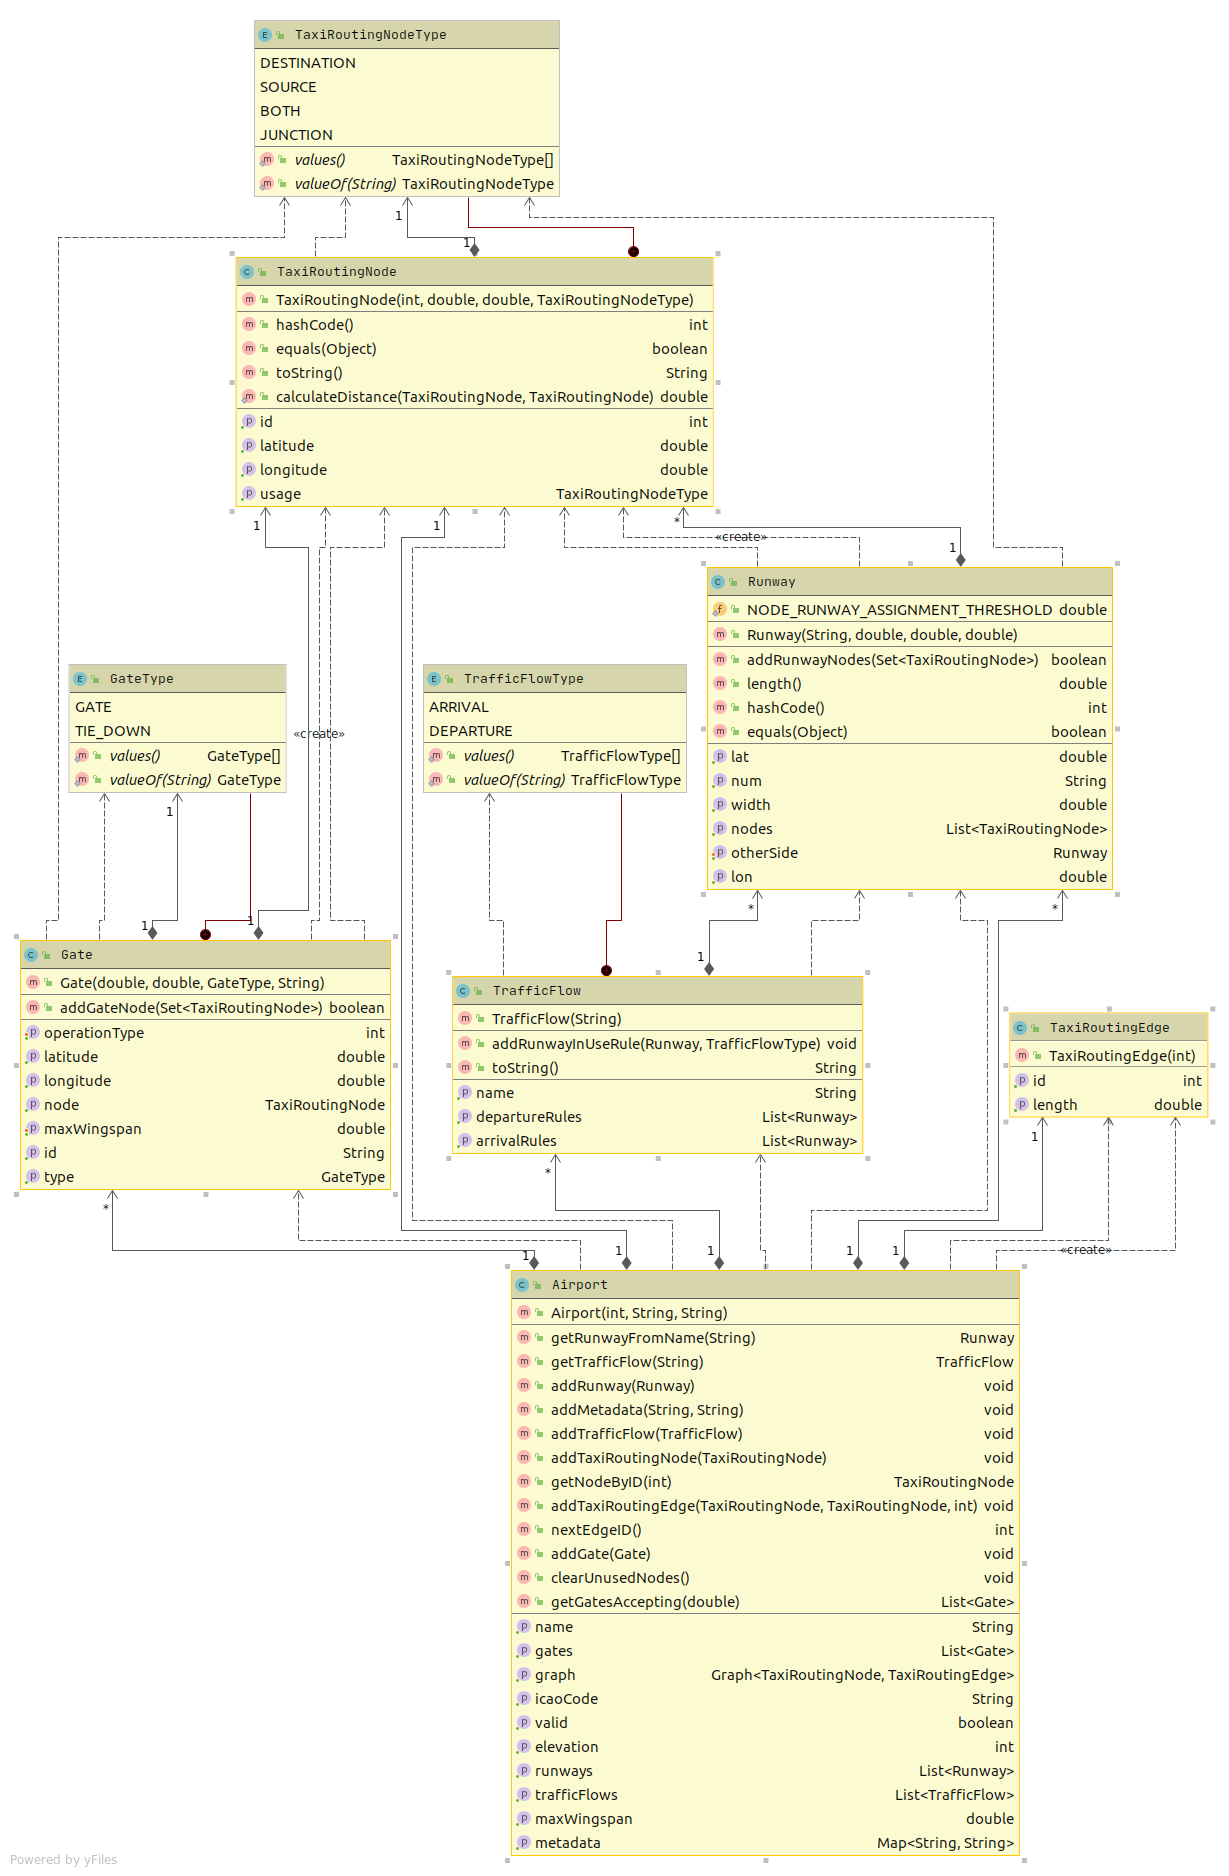 TaxiRoutingNodeType
DESTINATION
SOURCE
BOTH
JUNCTION
values() TaxiRoutingNodeType[]
valueOf(String) TaxiRoutingNodeType
1
1
TaxiRoutingNode
TaxiRoutingNode(int, double, double, TaxiRoutingNodeType)
hashCode() int
equals(Object) boolean
toString() String
calculateDistance(TaxiRoutingNode, TaxiRoutingNode) double
id int
latitude double
longitude double
usage TaxiRoutingNodeType
1
1
*
«create»
1
Runway
NODE_RUNWAY_ASSIGNMENT_THRESHOLD double
Runway(String, double, double, double)
addRunwayNodes(Set<TaxiRoutingNode>) boolean
length() double
hashCode() int
equals(Object) boolean
lat double
num String
width double
nodes List<TaxiRoutingNode>
otherSide Runway
lon double
GateType
GATE
TIE_DOWN
values() GateType[]
valueOf(String) GateType
«create»
TrafficFlowType
ARRIVAL
DEPARTURE
values() TrafficFlowType[]
valueOf(String) TrafficFlowType
1
1
1
*
*
1
Gate
Gate(double, double, GateType, String)
addGateNode(Set<TaxiRoutingNode>) boolean
operationType int
latitude double
longitude double
node TaxiRoutingNode
maxWingspan double
id String
type GateType
TrafficFlow
TrafficFlow(String)
addRunwayInUseRule(Runway, TrafficFlowType) void
toString() String
name String
departureRules List<Runway>
arrivalRules List<Runway>
TaxiRoutingEdge
TaxiRoutingEdge(int)
id int
length double
1
*
*
1
1
1
1
1
«create»
Airport
Airport(int, String, String)
getRunwayFromName(String) Runway
getTrafficFlow(String) TrafficFlow
addRunway(Runway) void
addMetadata(String, String) void
addTrafficFlow(TrafficFlow) void
addTaxiRoutingNode(TaxiRoutingNode) void
getNodeByID(int) TaxiRoutingNode
addTaxiRoutingEdge(TaxiRoutingNode, TaxiRoutingNode, int) void
nextEdgeID() int
addGate(Gate) void
clearUnusedNodes() void
getGatesAccepting(double) List<Gate>
name String
gates List<Gate>
graph Graph<TaxiRoutingNode, TaxiRoutingEdge>
icaoCode String
valid boolean
elevation int
runways List<Runway>
trafficFlows List<TrafficFlow>
maxWingspan double
metadata Map<String, String>
Powered by yFiles